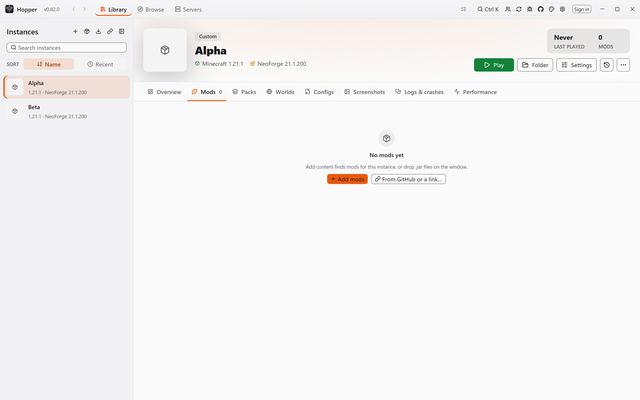 Hopper v0.82.0 Library Browse Servers Ctrl K Sign in
Instances
Search instances
SORT Name Recent
Alpha
1.21.1 · NeoForge 21.1.200
Beta
1.21.1 · NeoForge 21.1.200
Custom
Alpha
Minecraft 1.21.1 NeoForge 21.1.200
Never 0
LAST PLAYED MODS
Play Folder Settings
Overview Mods 0 Packs Worlds Configs Screenshots Logs & crashes Performance
No mods yet
Add content finds mods for this instance, or drop .jar files on the window.
+ Add mods From GitHub or a link...